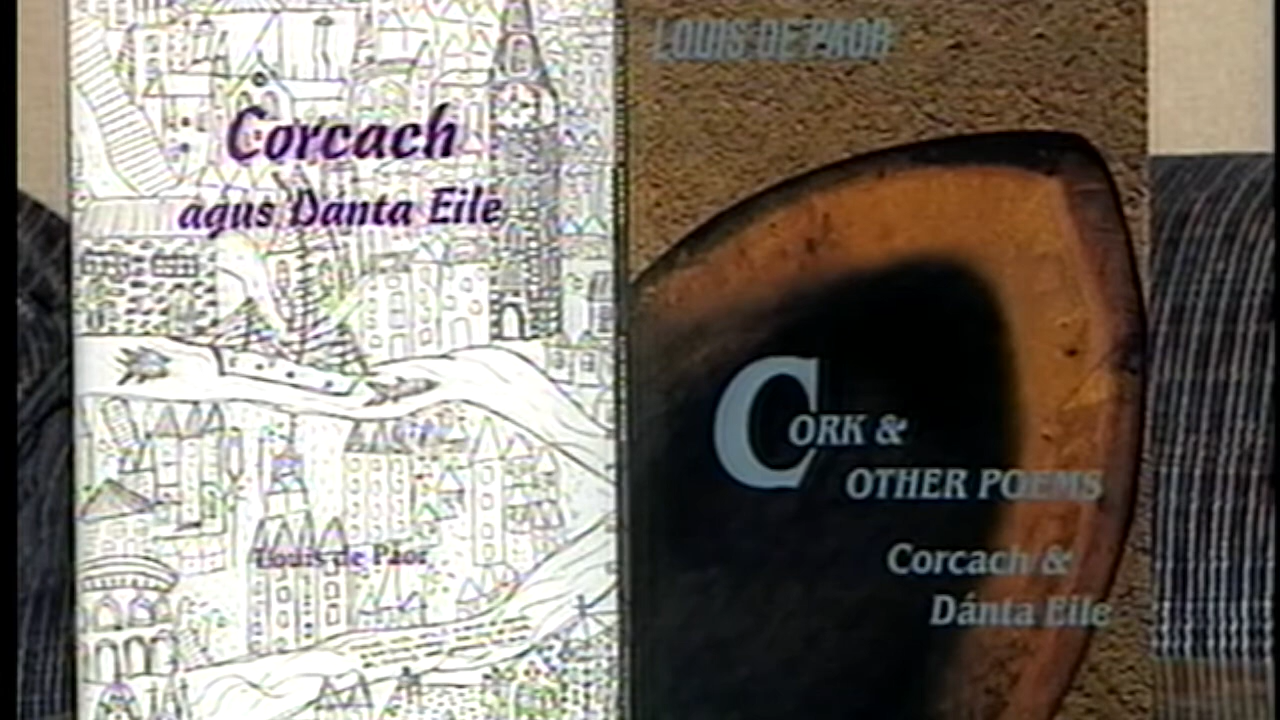 Corcach
agus Dánta Eile
Louis de Paor
LOUIS DE PAOR
CORK &
OTHER POEMS
Corcach &
Dánta Eile